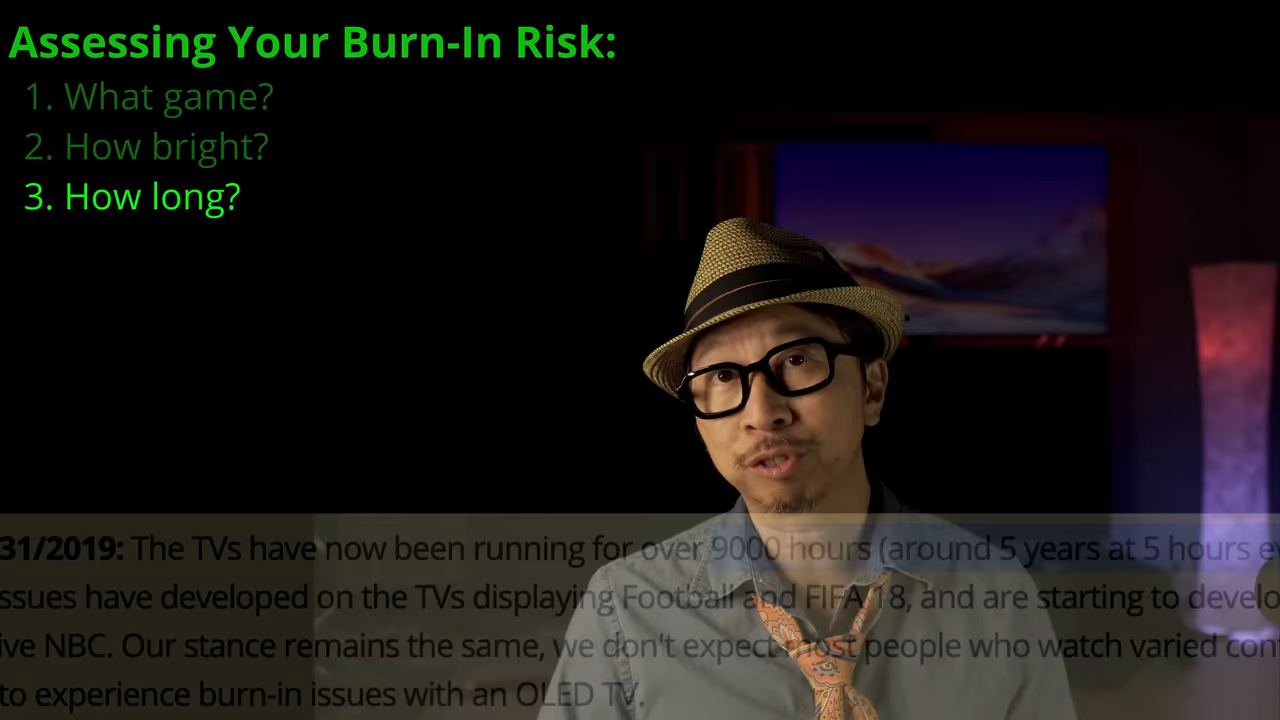 Assessing Your Burn-In Risk:
1. What game?
2. How bright?
3. How long?
31/2019: The TVs have now been running for over 9000 hours (around 5 years at 5 hours ev
ssues have developed on the TVs displaying Football and FIFA 18, and are starting to develo
ive NBC. Our stance remains the same, we don't expect most people who watch varied con
to experience burn-in issues with an OLED TV.